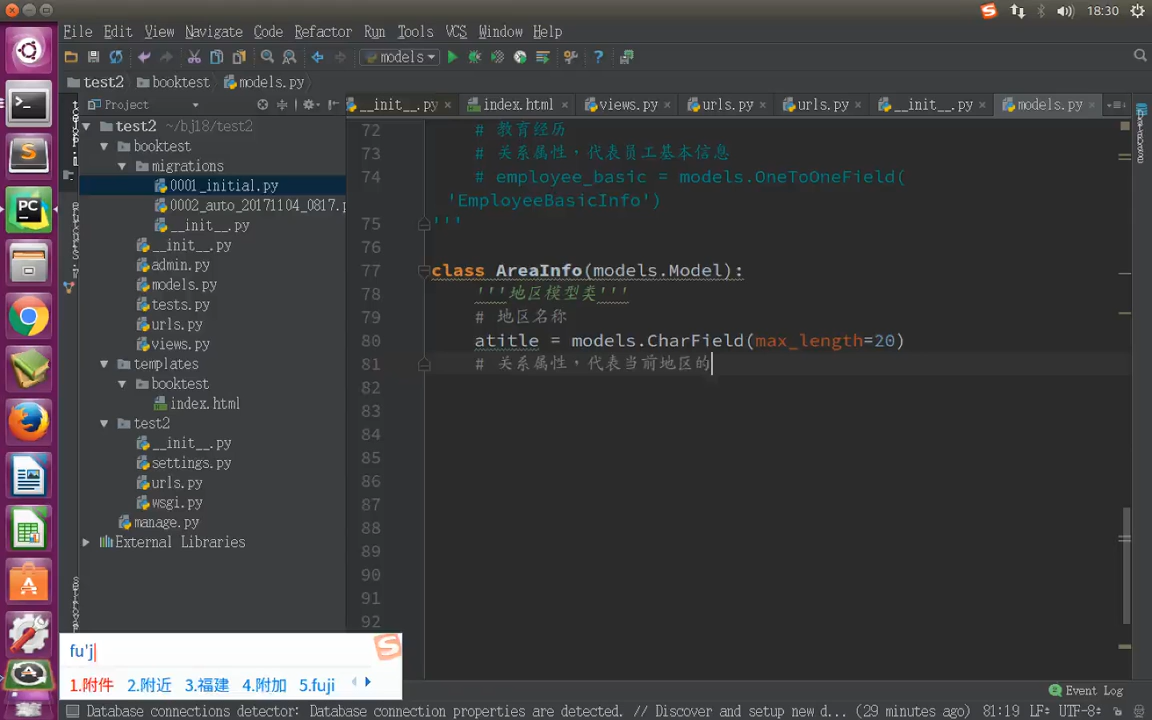 18:30
File Edit View Navigate Code Refactor Run Tools VCS Window Help
models
test2 booktest models.py
Project
__init__.py index.html views.py urls.py urls.py __init__.py models.py
test2 ~/bj18/test2
booktest
migrations
0001_initial.py
0002_auto_20171104_0817.p
__init__.py
__init__.py
admin.py
models.py
tests.py
urls.py
views.py
templates
booktest
index.html
test2
__init__.py
settings.py
urls.py
wsgi.py
manage.py
External Libraries
72 # 教育经历
73 # 关系属性，代表员工基本信息
74 # employee_basic = models.OneToOneField(
'EmployeeBasicInfo')
75 '''
76
77 class AreaInfo(models.Model):
78 '''地区模型类'''
79 # 地区名称
80 atitle = models.CharField(max_length=20)
81 # 关系属性，代表当前地区的
82
83
84
85
86
87
88
89
90
91
92
fu'j
1.附件 2.附近 3.福建 4.附加 5.fuji
Event Log
Database connections detector: Database connection properties are detected. // Discover and setup new d... (29 minutes ago) 81:19 LF÷ UTF-8÷